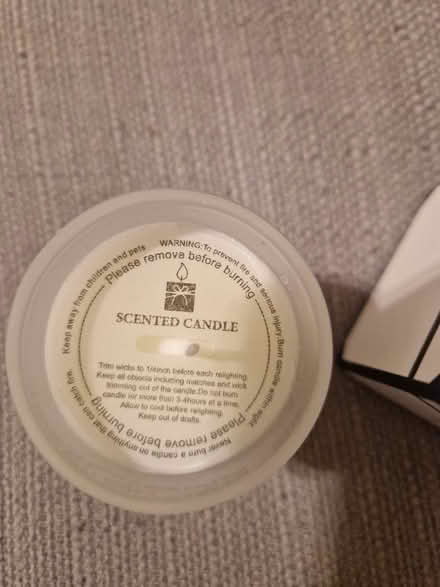 WARNING:To prevent fire and serious injury.Burn candle within sight.
Never burn a candle on anything that can catch fire.
Keep away from children and pets
Please remove before burning
SCENTED CANDLE
Trim wicks to 1/4inch before each relighting.
Keep all objects including matches and wick
trimming out of the candle.Do not burn
candle for more than 3-4hours at a time.
Allow to cool before relighting.
Keep out of drafts.
Please remove before burning